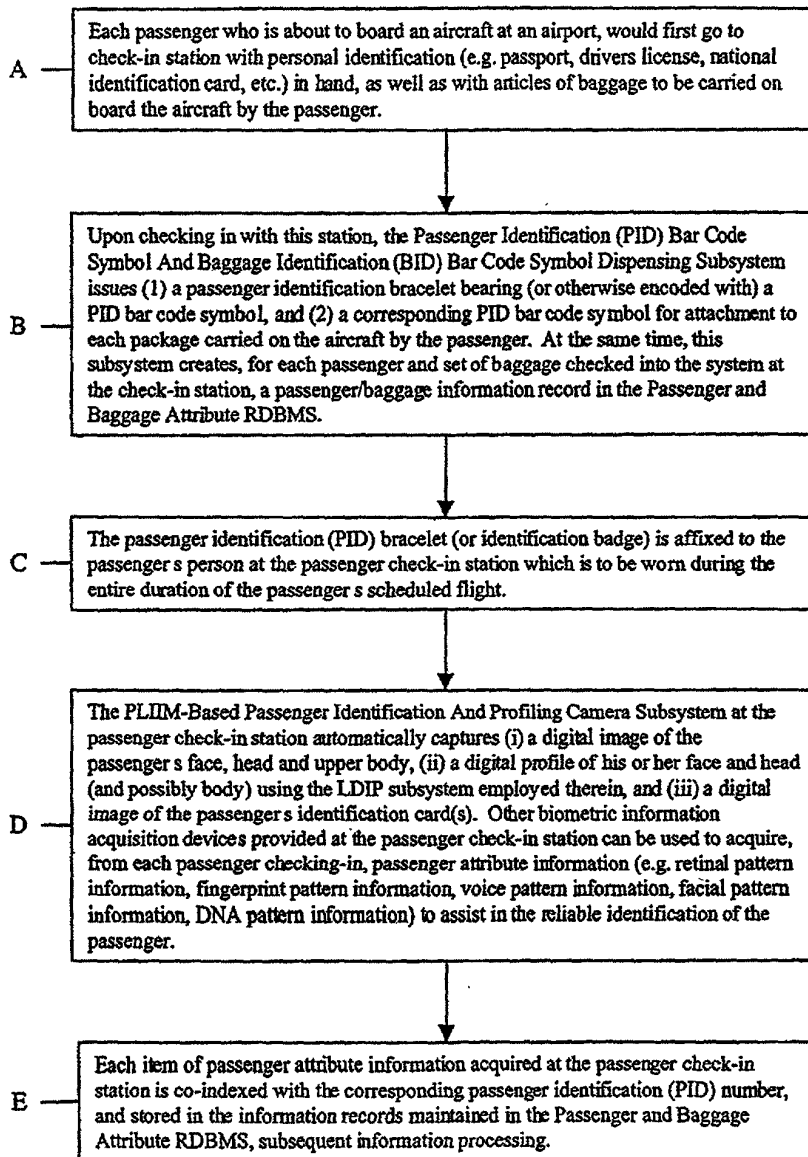 Each passenger who is about to board an aircraft at an airport, would first go to
A
check-in station with personal identification (e.g. passport, drivers license, national
identification card, etc.) in hand, as well as with articles of baggage to be carried on
board the aircraft by the passenger.
Upon checking in with this station, the Passenger Identification (PID) Bar Code
Symbol And Baggage Identification (BID) Bar Code Symbol Dispensing Subsystem
issues (1) a passenger identification bracelet bearing (or otherwise encoded with) a
PID bar code symbol, and (2) a corresponding PID bar code symbol for attachment to
B
each package carried on the aircraft by the passenger. At the same time, this
subsystem creates, for each passenger and set of baggage checked into the system at
the check-in station, a passenger/baggage information record in the Passenger and
Baggage Attribute RDBMS.
The passenger identification (PID) bracelet (or identification badge) is affixed to the
C
passenger s person at the passenger check-in station which is to be worn during the
entire duration of the passenger s scheduled flight.
The PLIIM-Based Passenger Identification And Profiling Camera Subsystem at the
passenger check-in station automatically captures (i) a digital image of the
passenger s face, head and upper body, (ii) a digital profile of his or her face and head
(and possibly body) using the LDIP subsystem employed therein, and (iii) a digital
D
image of the passenger s identification card(s). Other biometric information
acquisition devices provided at the passenger check-in station can be used to acquire,
from each passenger checking-in, passenger attribute information (e.g. retinal pattern
information, fingerprint pattern information, voice pattern information, facial pattern
information, DNA pattern information) to assist in the reliable identification of the
passenger.
Each item of passenger attribute information acquired at the passenger check-in
E
station is co-indexed with the corresponding passenger identification (PID) number,
and stored in the information records maintained in the Passenger and Baggage
Attribute RDBMS, subsequent information processing.